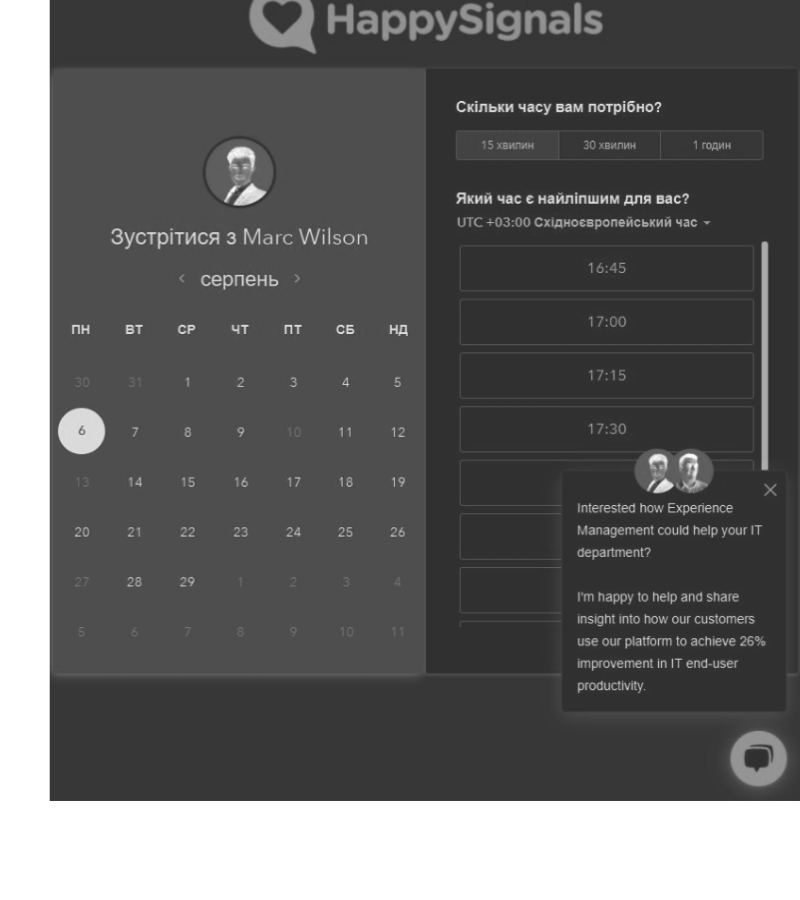 HappySignals
Зустрітися з Marc Wilson
< серпень >
ПН ВТ СР ЧТ ПТ СБ НД
30 31 1 2 3 4 5
6 7 8 9 10 11 12
13 14 15 16 17 18 19
20 21 22 23 24 25 26
27 28 29 1 2 3 4
5 6 7 8 9 10 11
Скільки часу вам потрібно?
15 хвилин 30 хвилин 1 годин
Який час є найліпшим для вас?
UTC +03:00 Східноєвропейський час
16:45
17:00
17:15
17:30
Interested how Experience
Management could help your IT
department?
I'm happy to help and share
insight into how our customers
use our platform to achieve 26%
improvement in IT end-user
productivity.